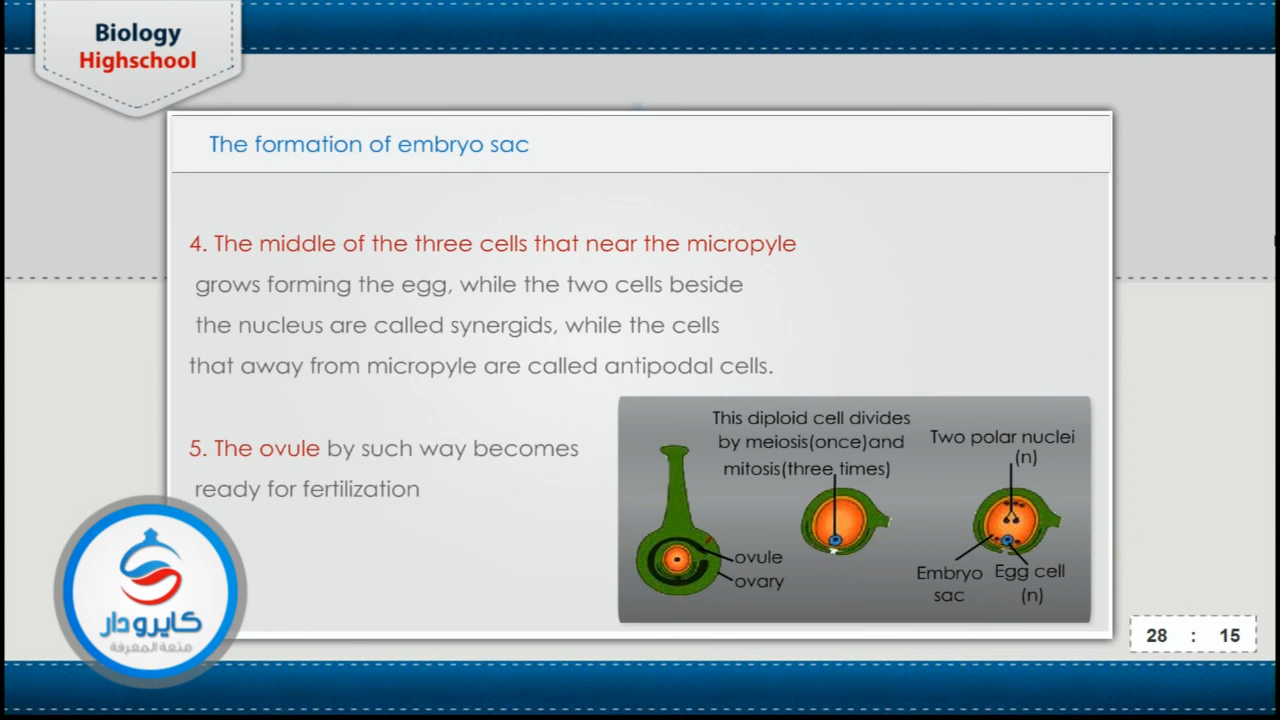 Biology
Highschool
The formation of embryo sac
4. The middle of the three cells that near the micropyle
grows forming the egg, while the two cells beside
the nucleus are called synergids, while the cells
that away from micropyle are called antipodal cells.
5. The ovule by such way becomes
ready for fertilization
This diploid cell divides
by meiosis(once)and
mitosis(three times)
Two polar nuclei
(n)
ovule
ovary
Embryo
sac
Egg cell
(n)
كايرودار
متعة المعرفة
28 : 15